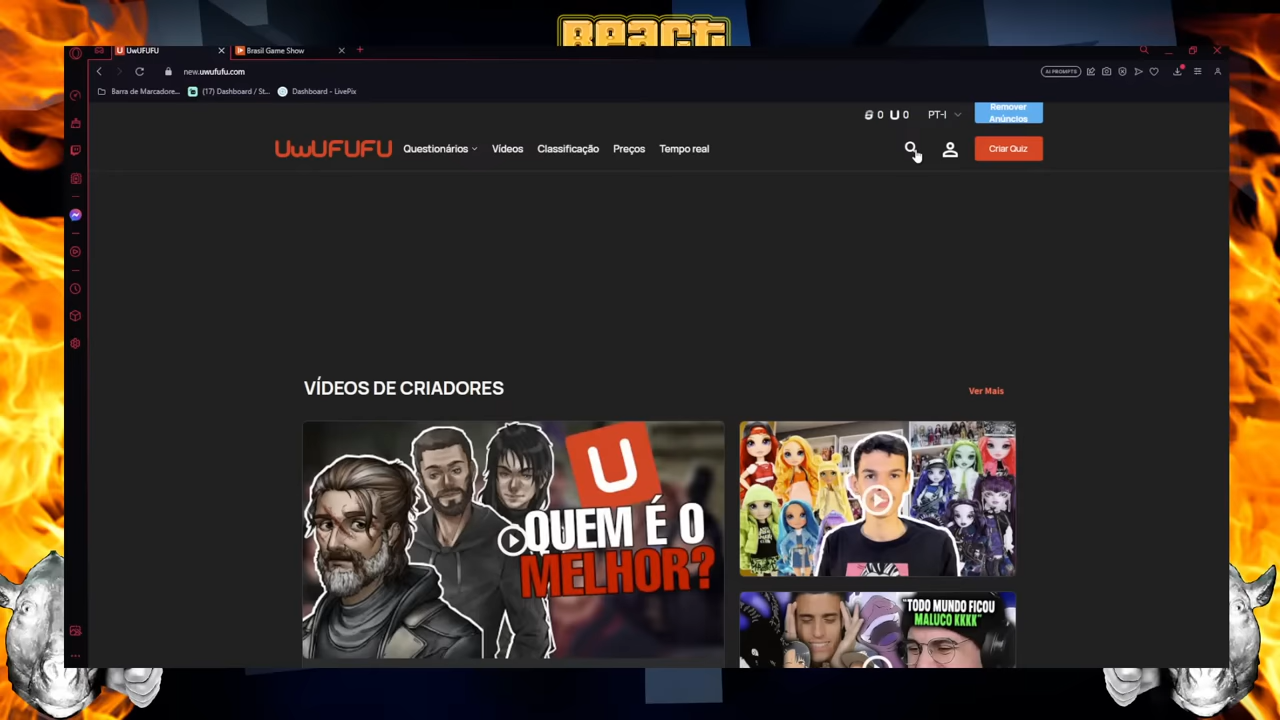 REACT
UwUFUFU
Brasil Game Show
new.uwufufu.com
AI PROMPTS
Barra de Marcadore...
(17) Dashboard / St...
Dashboard - LivePix
0
U 0
PT-I
Remover Anúncios
UwUFUFU
Questionários
Vídeos
Classificação
Preços
Tempo real
Criar Quiz
VÍDEOS DE CRIADORES
Ver Mais
U
QUEM É O
MELHOR?
"TODO MUNDO FICOU
MALUCO KKKK"